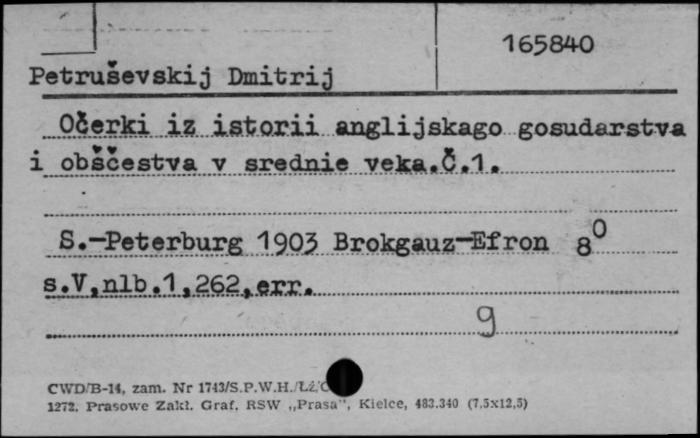 165840
Petruševskij Dmitrij
Očerki iz istorii anglijskago gosudarstva
i obščestva v srednie veka.Č.1.
S.-Peterburg 1903 Brokgauz-Efron 8⁰
s.V,nlb.1,262,err.
9
CWD/B-14, zam. Nr 1743/S.P.W.H./Łź/
1272. Prasowe Zakł. Graf. RSW „Prasa”, Kielce, 483.340 (7,5x12,5)